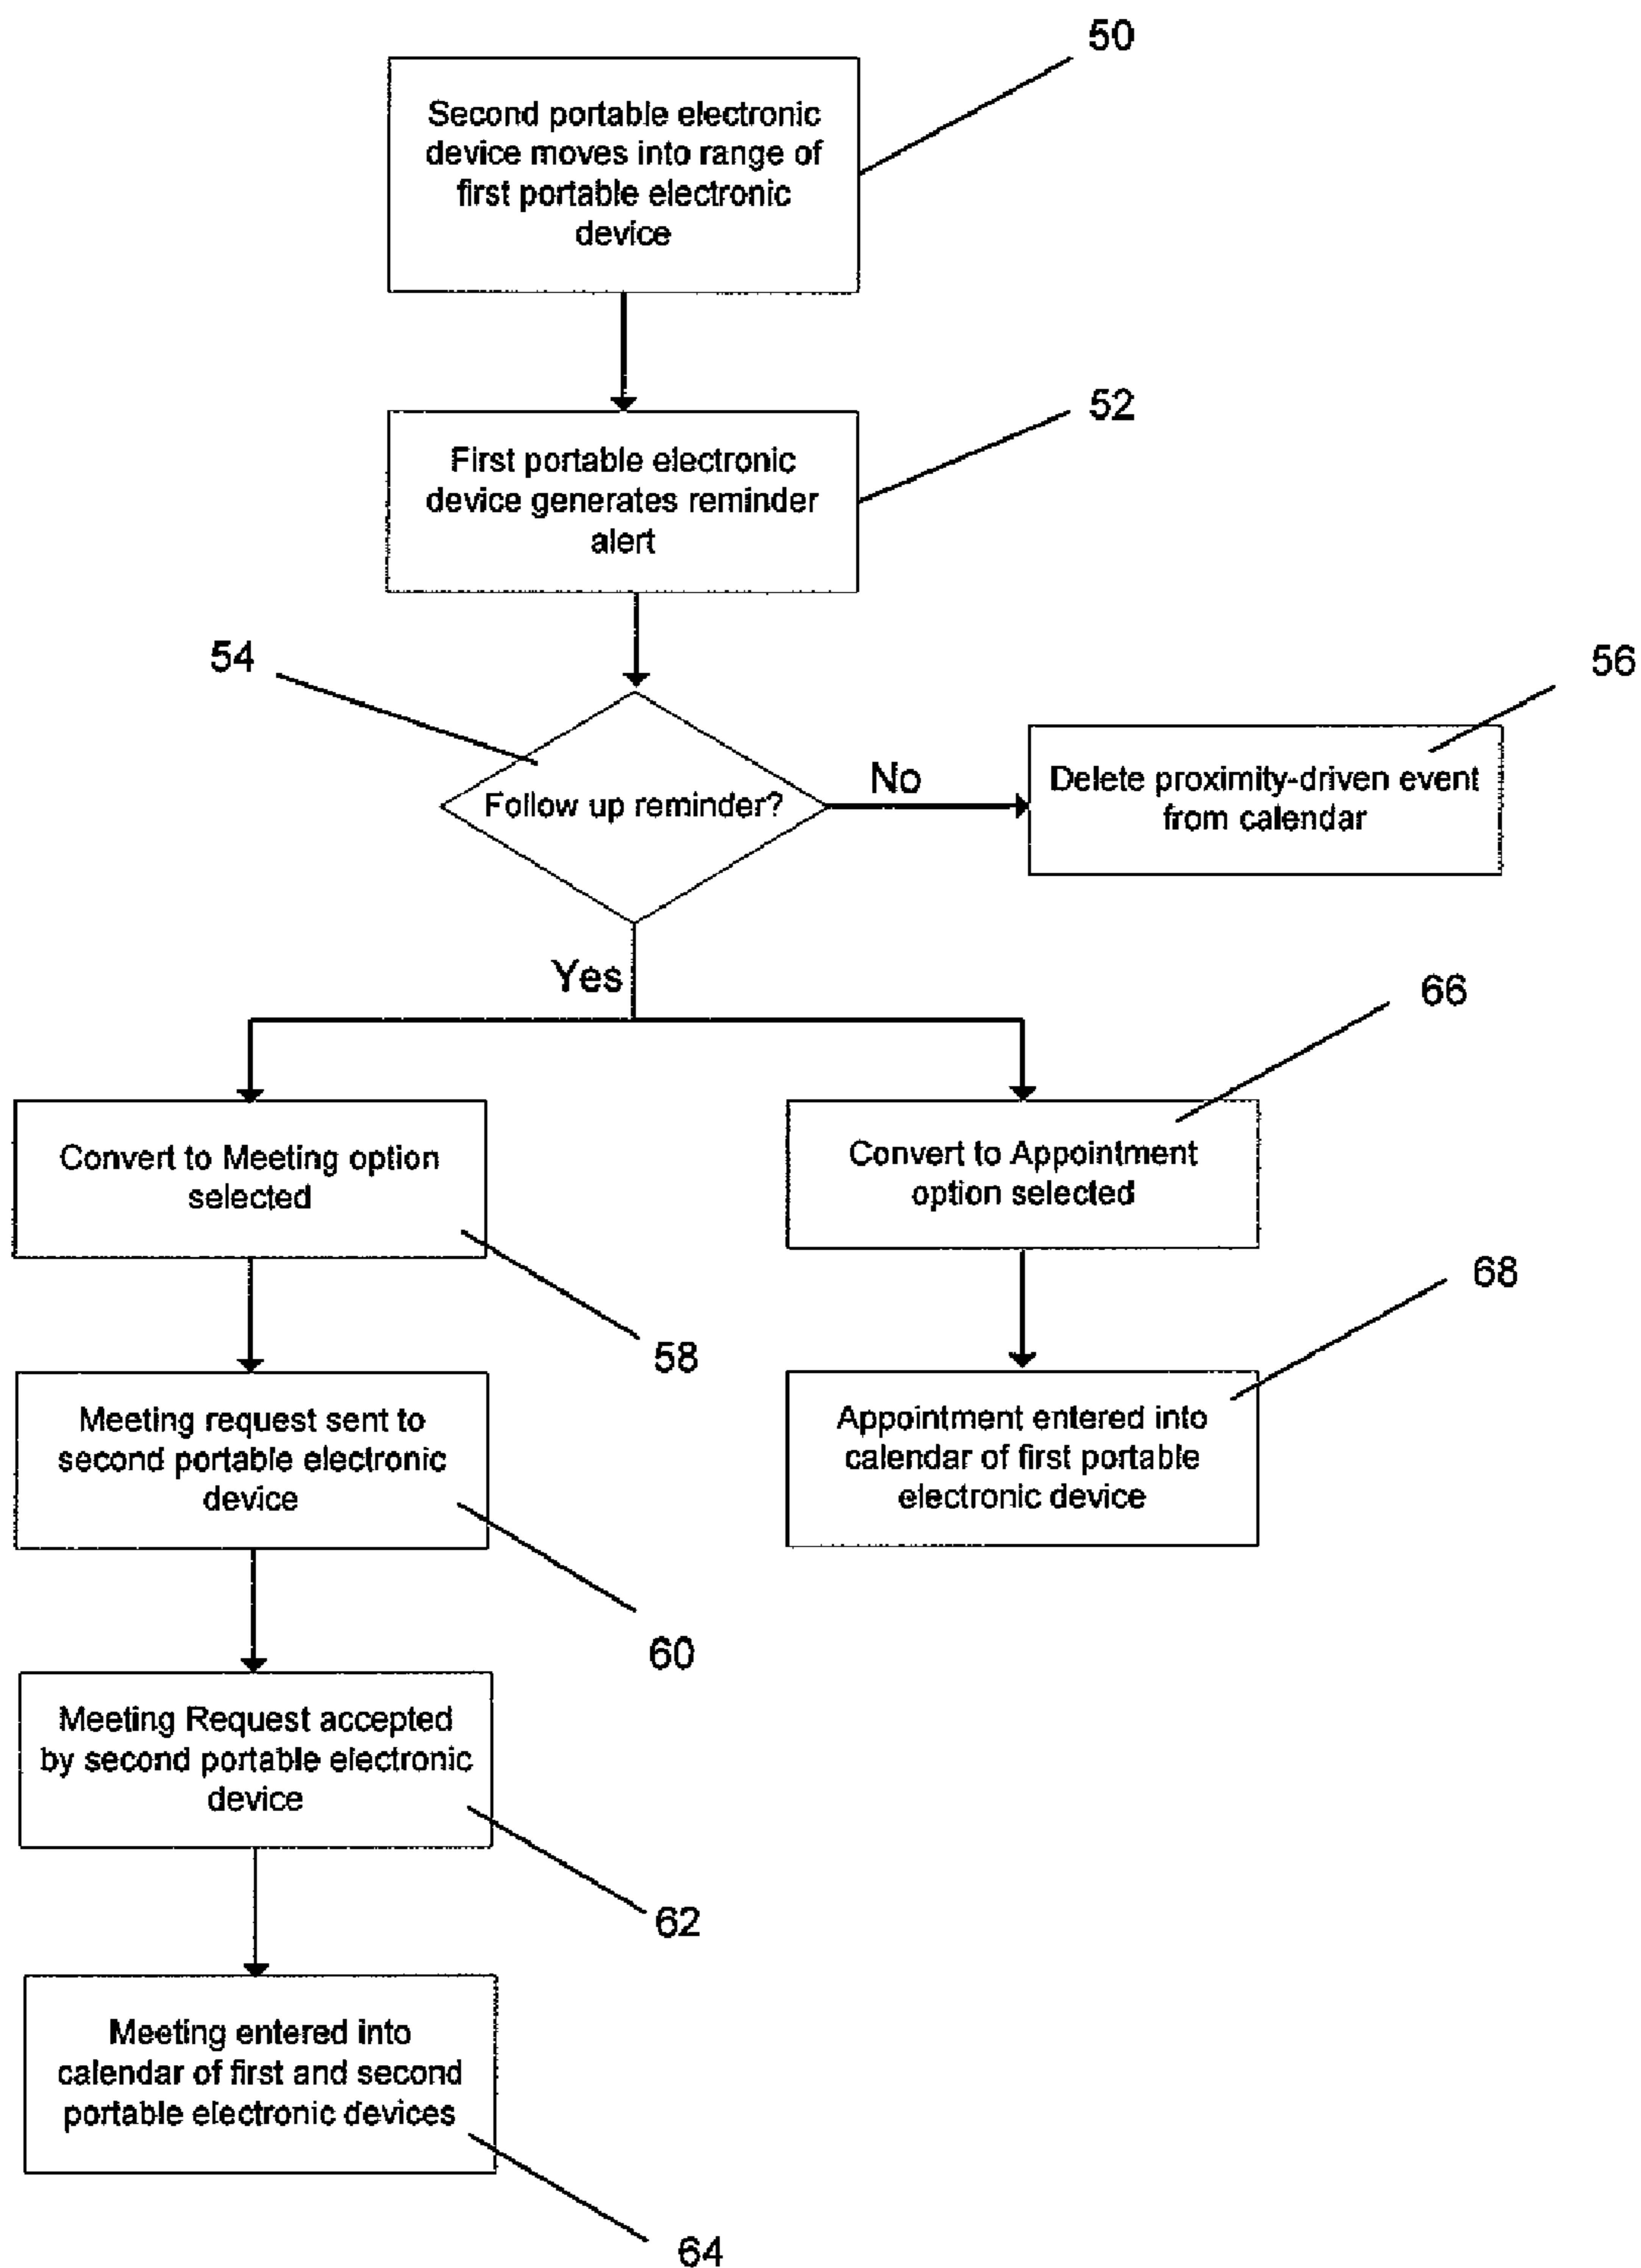 50
Second portable electronic
device moves into range of
first portable electronic
device
52
First portable electronic
device generates reminder
alert
54
56
Follow up reminder?
No
Delete proximity-driven event
from calendar
Yes
66
Convert to Meeting option
selected
58
Convert to Appointment
option selected
68
Meeting request sent to
second portable electronic
device
60
Appointment entered into
calendar of first portable
electronic device
Meeting Request accepted
by second portable electronic
device
62
Meeting entered into
calendar of first and second
portable electronic devices
64